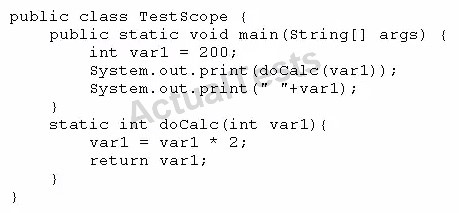 public class TestScope {
    public static void main(String[] args) {
        int var1 = 200;
        System.out.print(doCalc(var1));
        System.out.print(" "+var1);
    }
    static int doCalc(int var1){
        var1 = var1 * 2;
        return var1;
    }
}
ActualTests